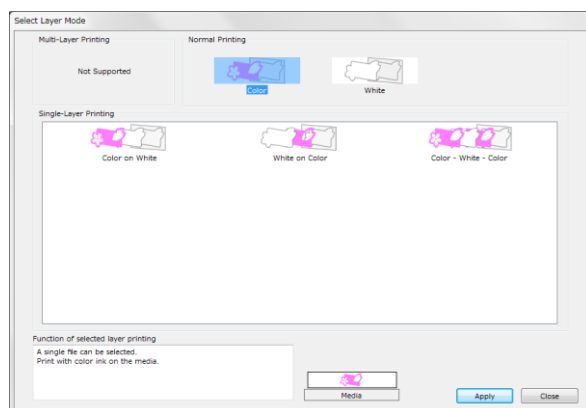 Select Layer Mode
Multi-Layer Printing
Not Supported
Normal Printing
Color
White
Single-Layer Printing
Color on White
White on Color
Color - White - Color
Function of selected layer printing
A single file can be selected.
Print with color ink on the media.
Media
Apply
Close